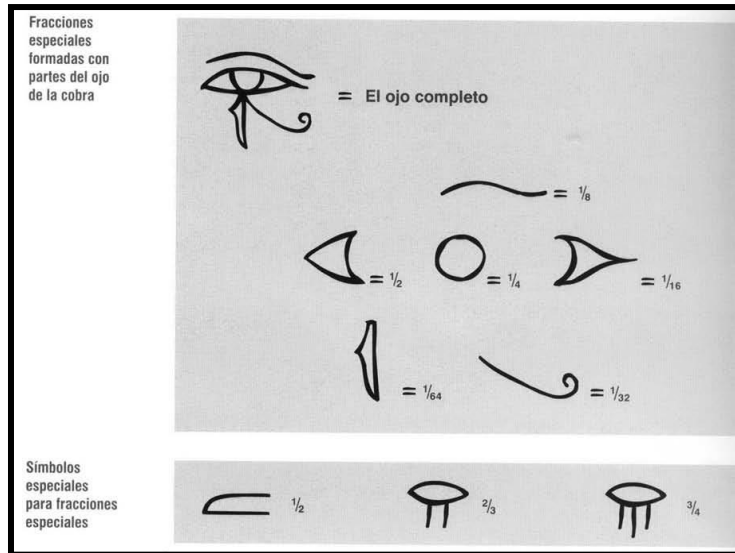 Fracciones
especiales
formadas con
partes del ojo
de la cobra
= El ojo completo
= 1/8
= 1/2
= 1/4
= 1/16
= 1/64
= 1/32
Símbolos
especiales
para fracciones
especiales
1/2
2/3
3/4